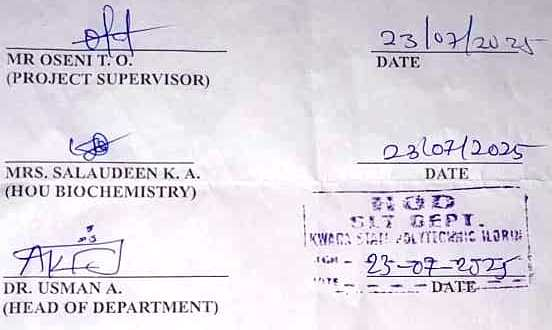 23/07/2025
MR OSENI T. O.
DATE
(PROJECT SUPERVISOR)
23/07/2025
MRS. SALAUDEEN K. A.
DATE
(HOU BIOCHEMISTRY)
HOD
SLT DEPT.
KWARA STATE POLYTECHNIC ILORIN
23-07-2025
DR. USMAN A.
DATE
(HEAD OF DEPARTMENT)